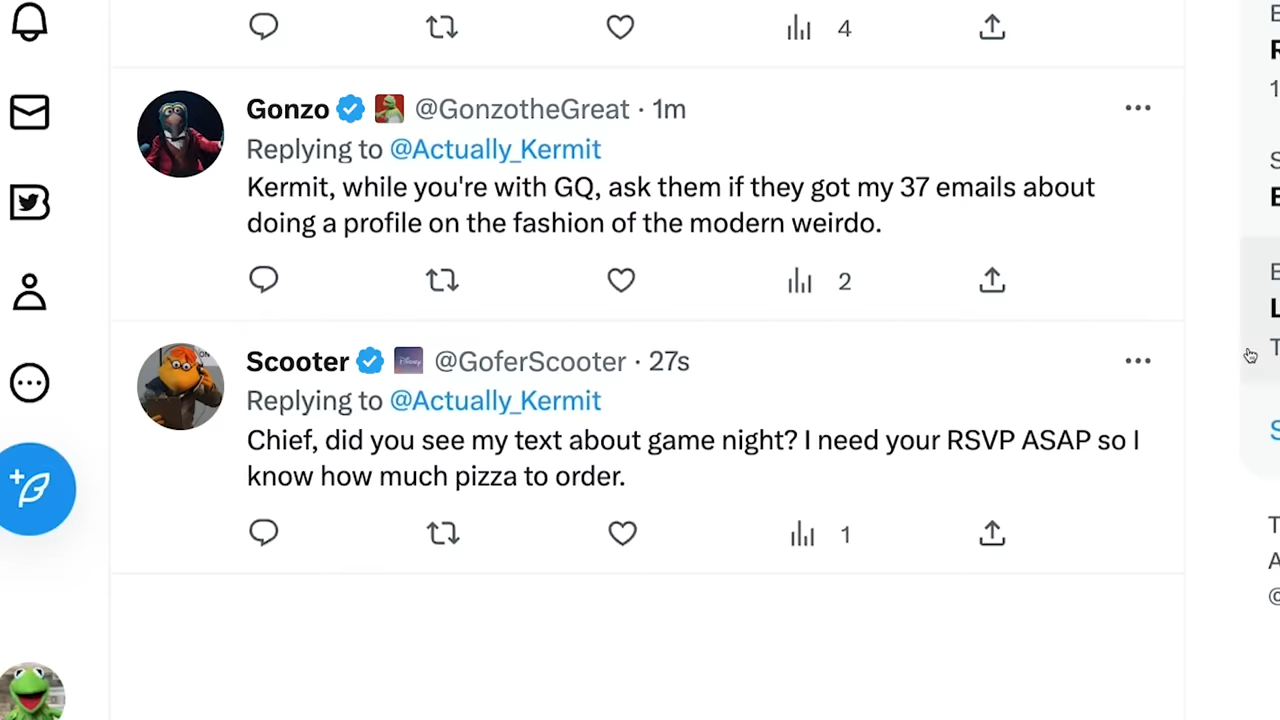 4
Gonzo @GonzotheGreat · 1m
Replying to @Actually_Kermit
Kermit, while you're with GQ, ask them if they got my 37 emails about
doing a profile on the fashion of the modern weirdo.
2
Scooter @GoferScooter · 27s
Replying to @Actually_Kermit
Chief, did you see my text about game night? I need your RSVP ASAP so I
know how much pizza to order.
1